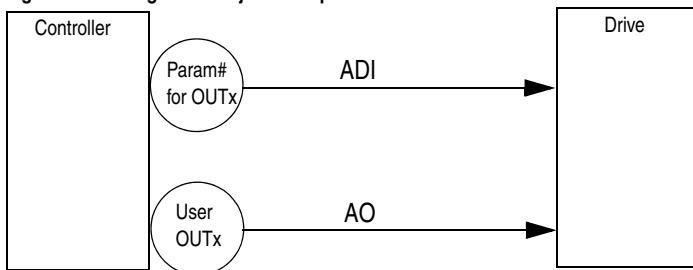 Controller
Drive
Param#
for OUTx
ADI
User
OUTx
AO